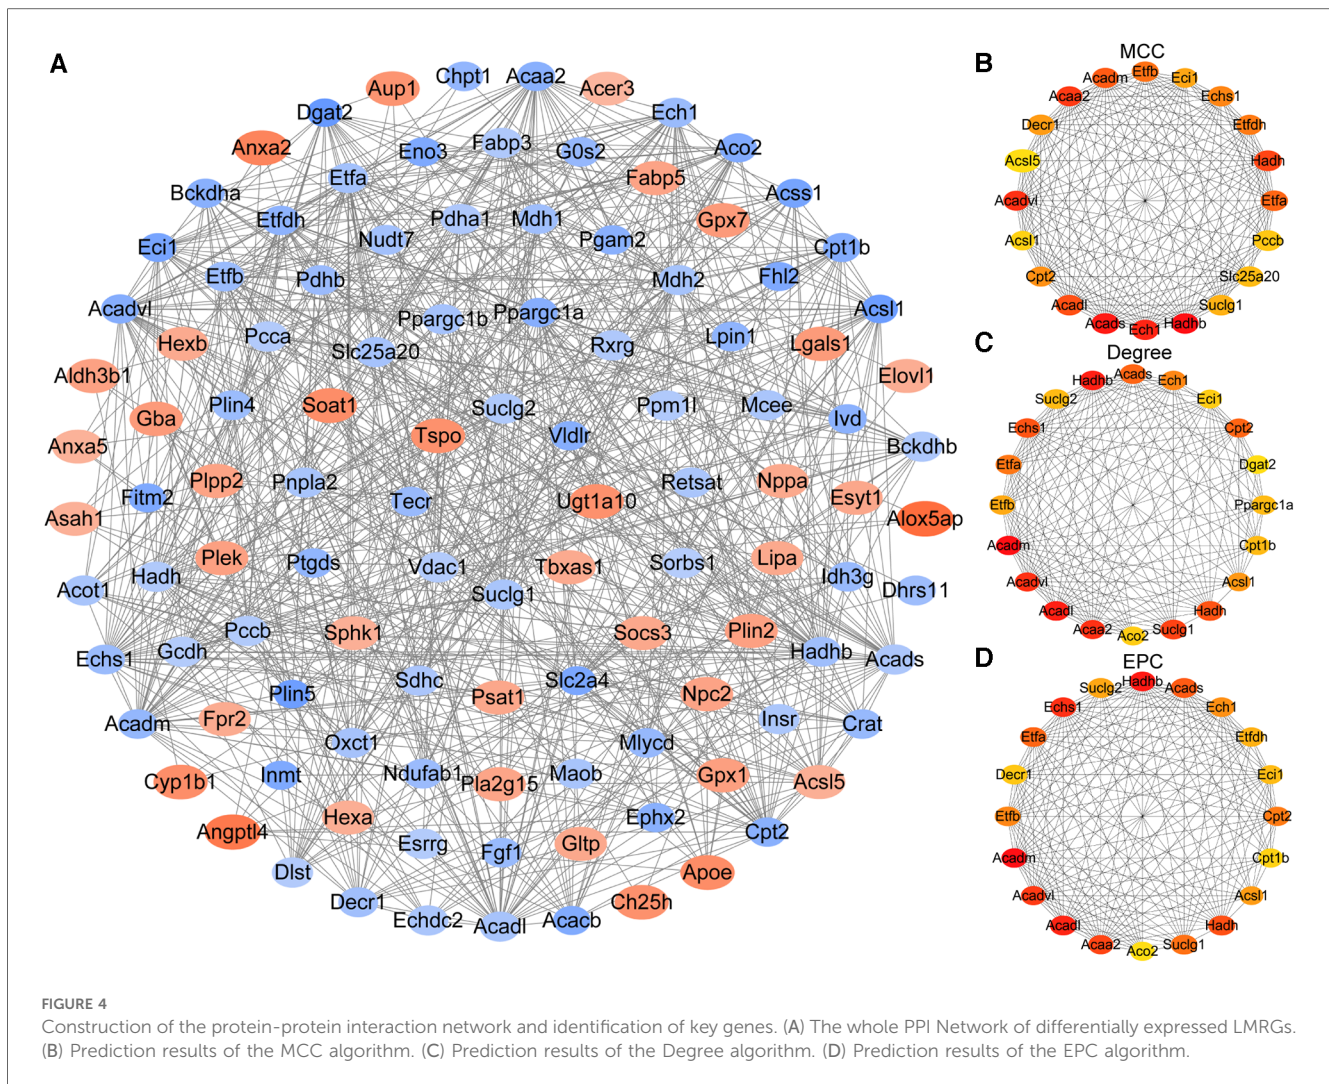 A
Chpt1
Acaa2
Aup1
Acer3
Dgat2
Ech1
Anxa2
Eno3
Fabp3
G0s2
Aco2
Etfa
Fabp5
Bckdha
Acss1
Etfdh
Pdha1
Mdh1
Gpx7
Nudt7
Pgam2
Eci1
Cpt1b
Etfb
Pdhb
Mdh2
Fhl2
Acadvl
Ppargc1b
Ppargc1a
Acsl1
Hexb
Pcca
Slc25a20
Rxrg
Lpin1
Lgals1
Aldh3b1
Elovl1
Gba
Plin4
Soat1
Suclg2
Ppm1l
Mcee
Ivd
Anxa5
Tspo
Vldlr
Bckdhb
Plpp2
Pnpla2
Retsat
Nppa
Fitm2
Tecr
Ugt1a10
Esyt1
Asah1
Alox5ap
Plek
Ptgds
Vdac1
Tbxas1
Sorbs1
Lipa
Acot1
Hadh
Suclg1
Idh3g
Dhrs11
Pccb
Sphk1
Socs3
Plin2
Echs1
Gcdh
Hadhb
Acads
Plin5
Sdhc
Psat1
Slc2a4
Npc2
Acadm
Fpr2
Insr
Crat
Oxct1
Mlycd
Cyp1b1
Inmt
Ndufab1
Pla2g15
Maob
Gpx1
Acsl5
Angptl4
Hexa
Ephx2
Cpt2
Esrrg
Fgf1
Gltp
Dlst
Apoe
Decr1
Echdc2
Acadl
Acacb
Ch25h
B
MCC
Etfb
Eci1
Echs1
Etfdh
Hadh
Etfa
Pccb
Slc25a20
Suclg1
Hadhb
Ech1
Acads
Acadl
Cpt2
Acsl1
Acadvl
Acsl5
Decr1
Acaa2
Acadm
C
Degree
Acads
Ech1
Eci1
Cpt2
Dgat2
Ppargc1a
Cpt1b
Acsl1
Hadh
Suclg1
Aco2
Acaa2
Acadl
Acadvl
Acadm
Etfb
Etfa
Echs1
Suclg2
Hadhb
D
EPC
Hadhb
Acads
Ech1
Etfdh
Eci1
Cpt2
Cpt1b
Acsl1
Hadh
Suclg1
Aco2
Acaa2
Acadl
Acadvl
Acadm
Etfb
Decr1
Etfa
Echs1
Suclg2
FIGURE 4
Construction of the protein-protein interaction network and identification of key genes. (A) The whole PPI Network of differentially expressed LMRGs.
(B) Prediction results of the MCC algorithm. (C) Prediction results of the Degree algorithm. (D) Prediction results of the EPC algorithm.